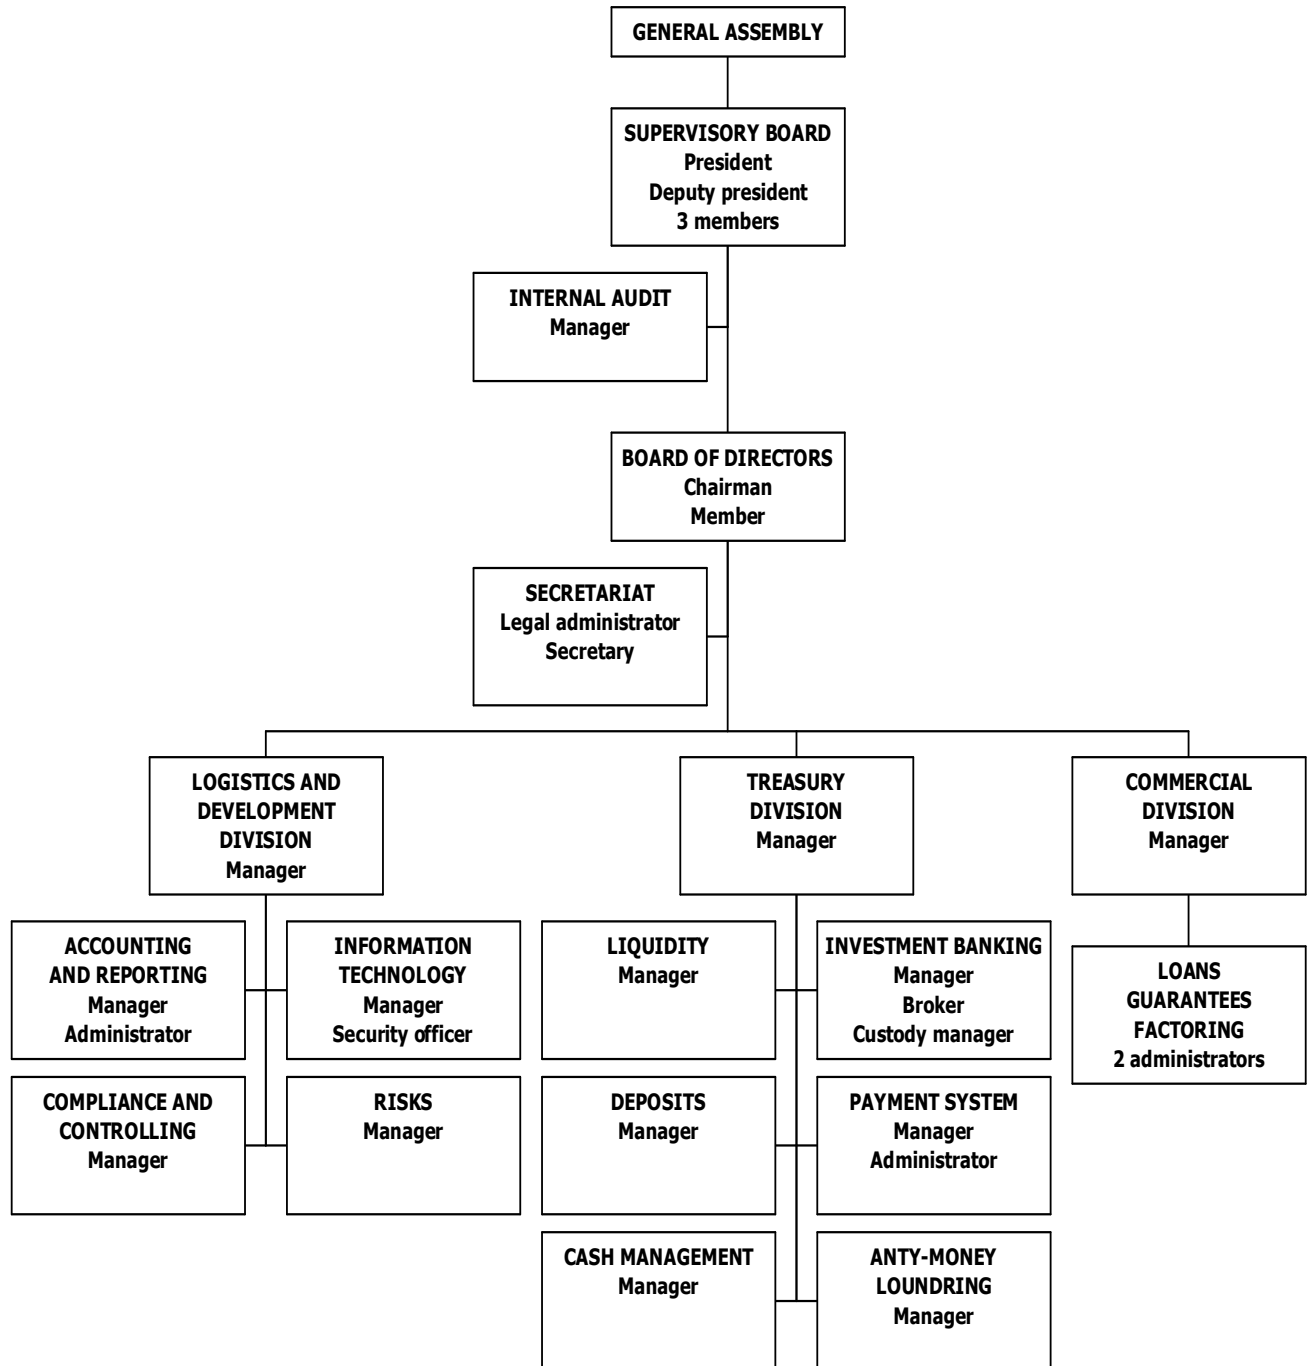 GENERAL ASSEMBLY
SUPERVISORY BOARD
President
Deputy president
3 members
INTERNAL AUDIT
Manager
BOARD OF DIRECTORS
Chairman
Member
SECRETARIAT
Legal administrator
Secretary
LOGISTICS AND
DEVELOPMENT
DIVISION
Manager
TREASURY
DIVISION
Manager
COMMERCIAL
DIVISION
Manager
ACCOUNTING
AND REPORTING
Manager
Administrator
INFORMATION
TECHNOLOGY
Manager
Security officer
LIQUIDITY
Manager
INVESTMENT BANKING
Manager
Broker
Custody manager
LOANS
GUARANTEES
FACTORING
2 administrators
COMPLIANCE AND
CONTROLLING
Manager
RISKS
Manager
DEPOSITS
Manager
PAYMENT SYSTEM
Manager
Administrator
CASH MANAGEMENT
Manager
ANTY-MONEY
LOUNDRING
Manager